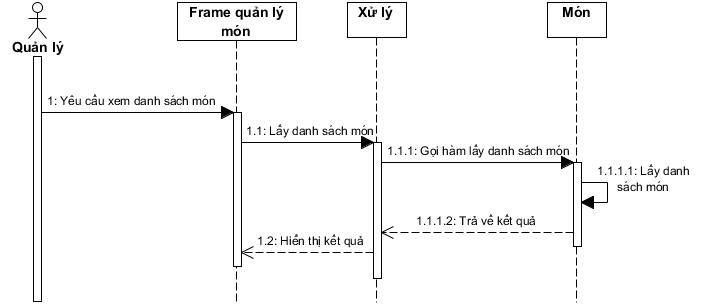 Frame quản lý
món
Xử lý
Món
Quản lý
1: Yêu cầu xem danh sách món
1.1: Lấy danh sách món
1.1.1: Gọi hàm lấy danh sách món
1.1.1.1: Lấy danh
sách món
1.1.1.2: Trả về kết quả
1.2: Hiển thị kết quả